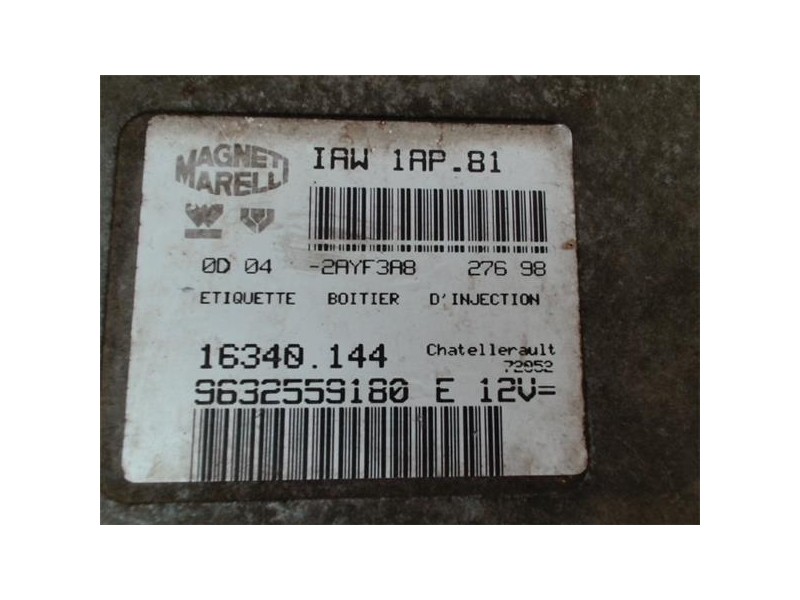 MAGNETI
MARELLI
IAW 1AP.81
0D 04 -2AYF3A8 276 98
ETIQUETTE BOITIER D'INJECTION
16340.144 Chatellerault
72052
9632559180 E 12V=